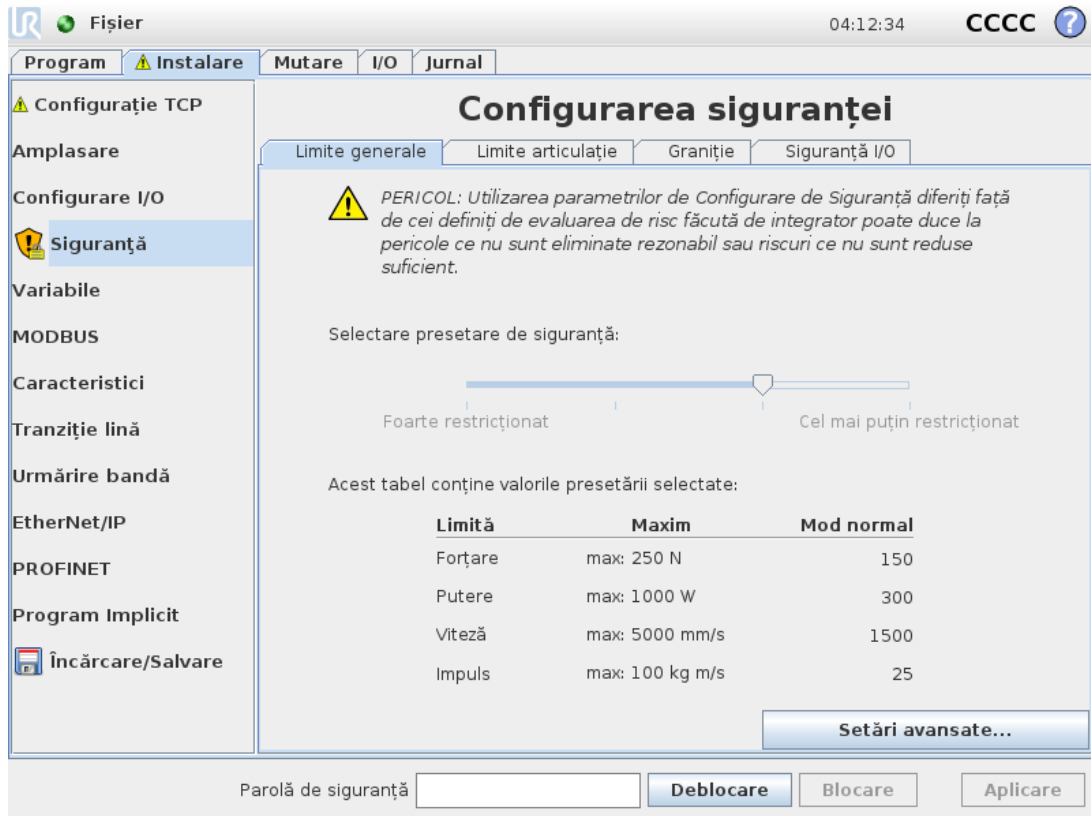 UR Fișier 04:12:34 CCCC ?
Program Instalare Mutare I/O Jurnal
Configurație TCP
Amplasare
Configurare I/O
Siguranță
Variabile
MODBUS
Caracteristici
Tranziție lină
Urmărire bandă
EtherNet/IP
PROFINET
Program Implicit
Încărcare/Salvare
Configurarea siguranței
Limite generale Limite articulație Graniție Siguranță I/O
PERICOL: Utilizarea parametrilor de Configurare de Siguranță diferiți față
de cei definiți de evaluarea de risc făcută de integrator poate duce la
pericole ce nu sunt eliminate rezonabil sau riscuri ce nu sunt reduse
suficient.
Selectare presetare de siguranță:
Foarte restricționat Cel mai puțin restricționat
Acest tabel conține valorile presetării selectate:
Limită Maxim Mod normal
Forțare max: 250 N 150
Putere max: 1000 W 300
Viteză max: 5000 mm/s 1500
Impuls max: 100 kg m/s 25
Setări avansate...
Parolă de siguranță Deblocare Blocare Aplicare